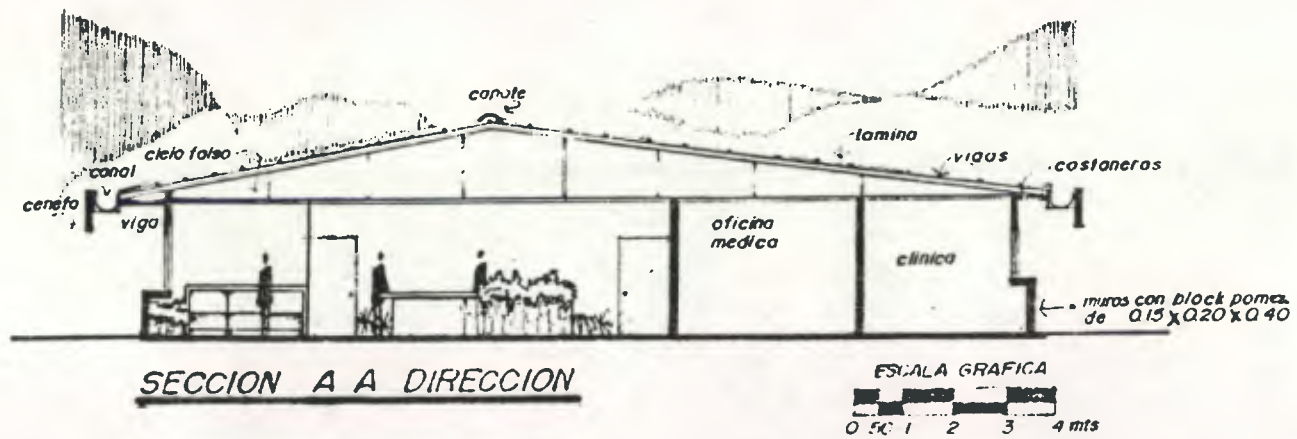 capote
cielo falso
canal
cenefa
viga
lamina
vigas
costaneras
oficina
medica
clinica
muros con block pomez
de 0.15 X 0.20 X 0.40
SECCION A A DIRECCION
ESCALA GRAFICA
0 50 1 2 3 4 mts